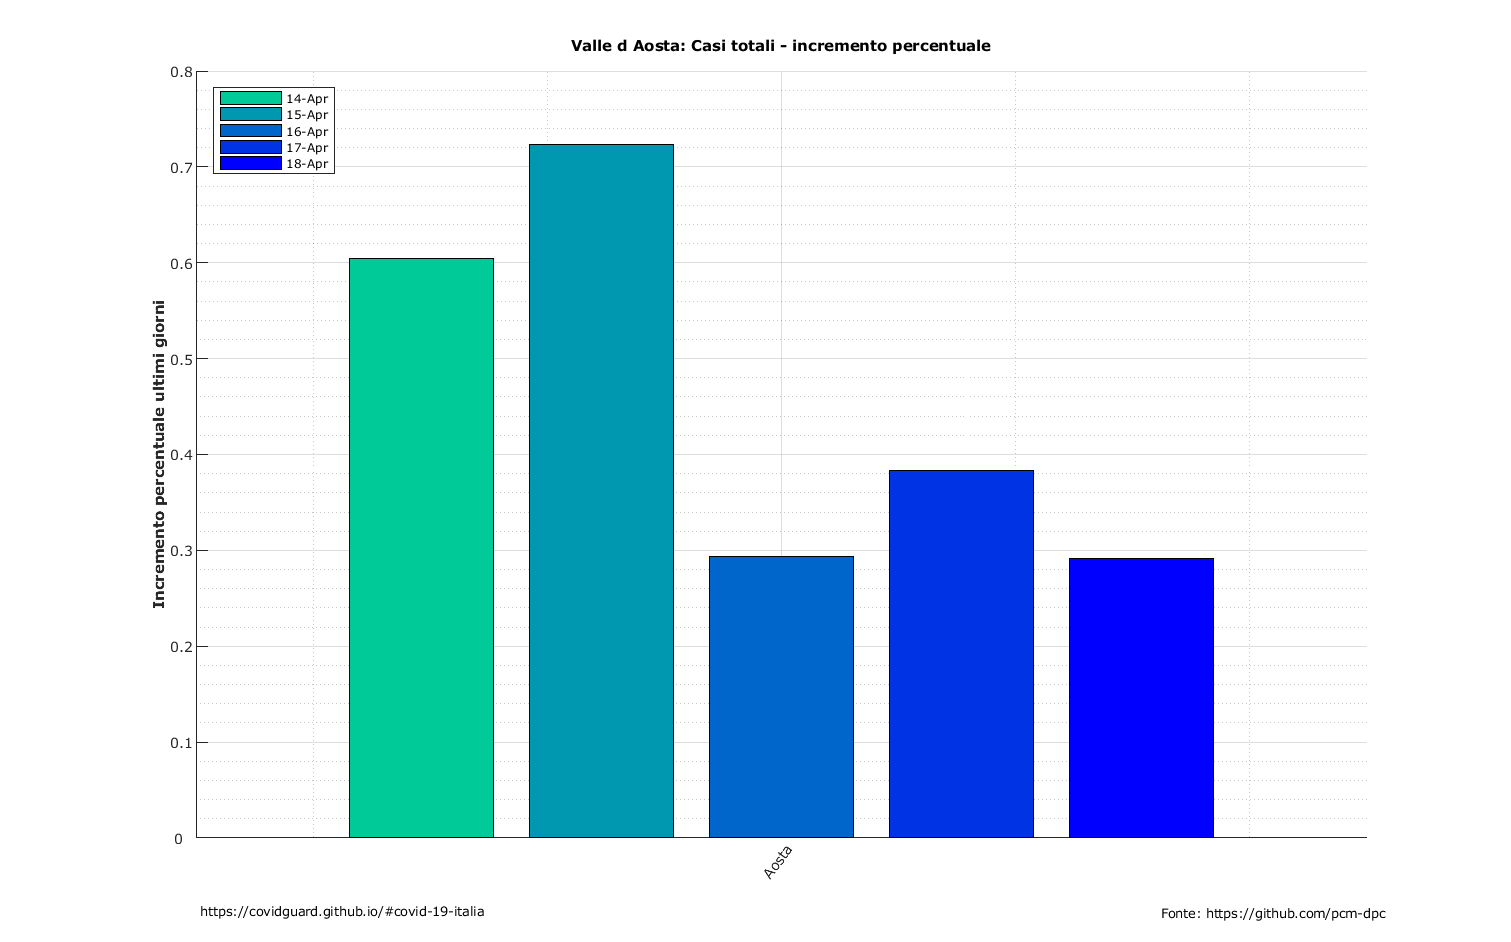 Valle d Aosta: Casi totali - incremento percentuale
0.8
0.7
0.6
0.5
0.4
0.3
0.2
0.1
0
Incremento percentuale ultimi giorni
14-Apr
15-Apr
16-Apr
17-Apr
18-Apr
Aosta
https://covidguard.github.io/#covid-19-italia
Fonte: https://github.com/pcm-dpc